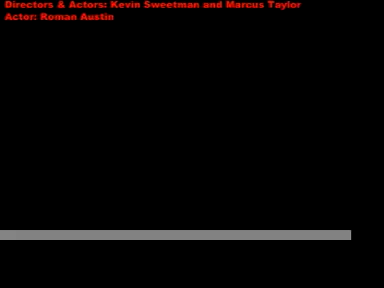 Directors & Actors: Kevin Sweetman and Marcus Taylor
Actor: Roman Austin